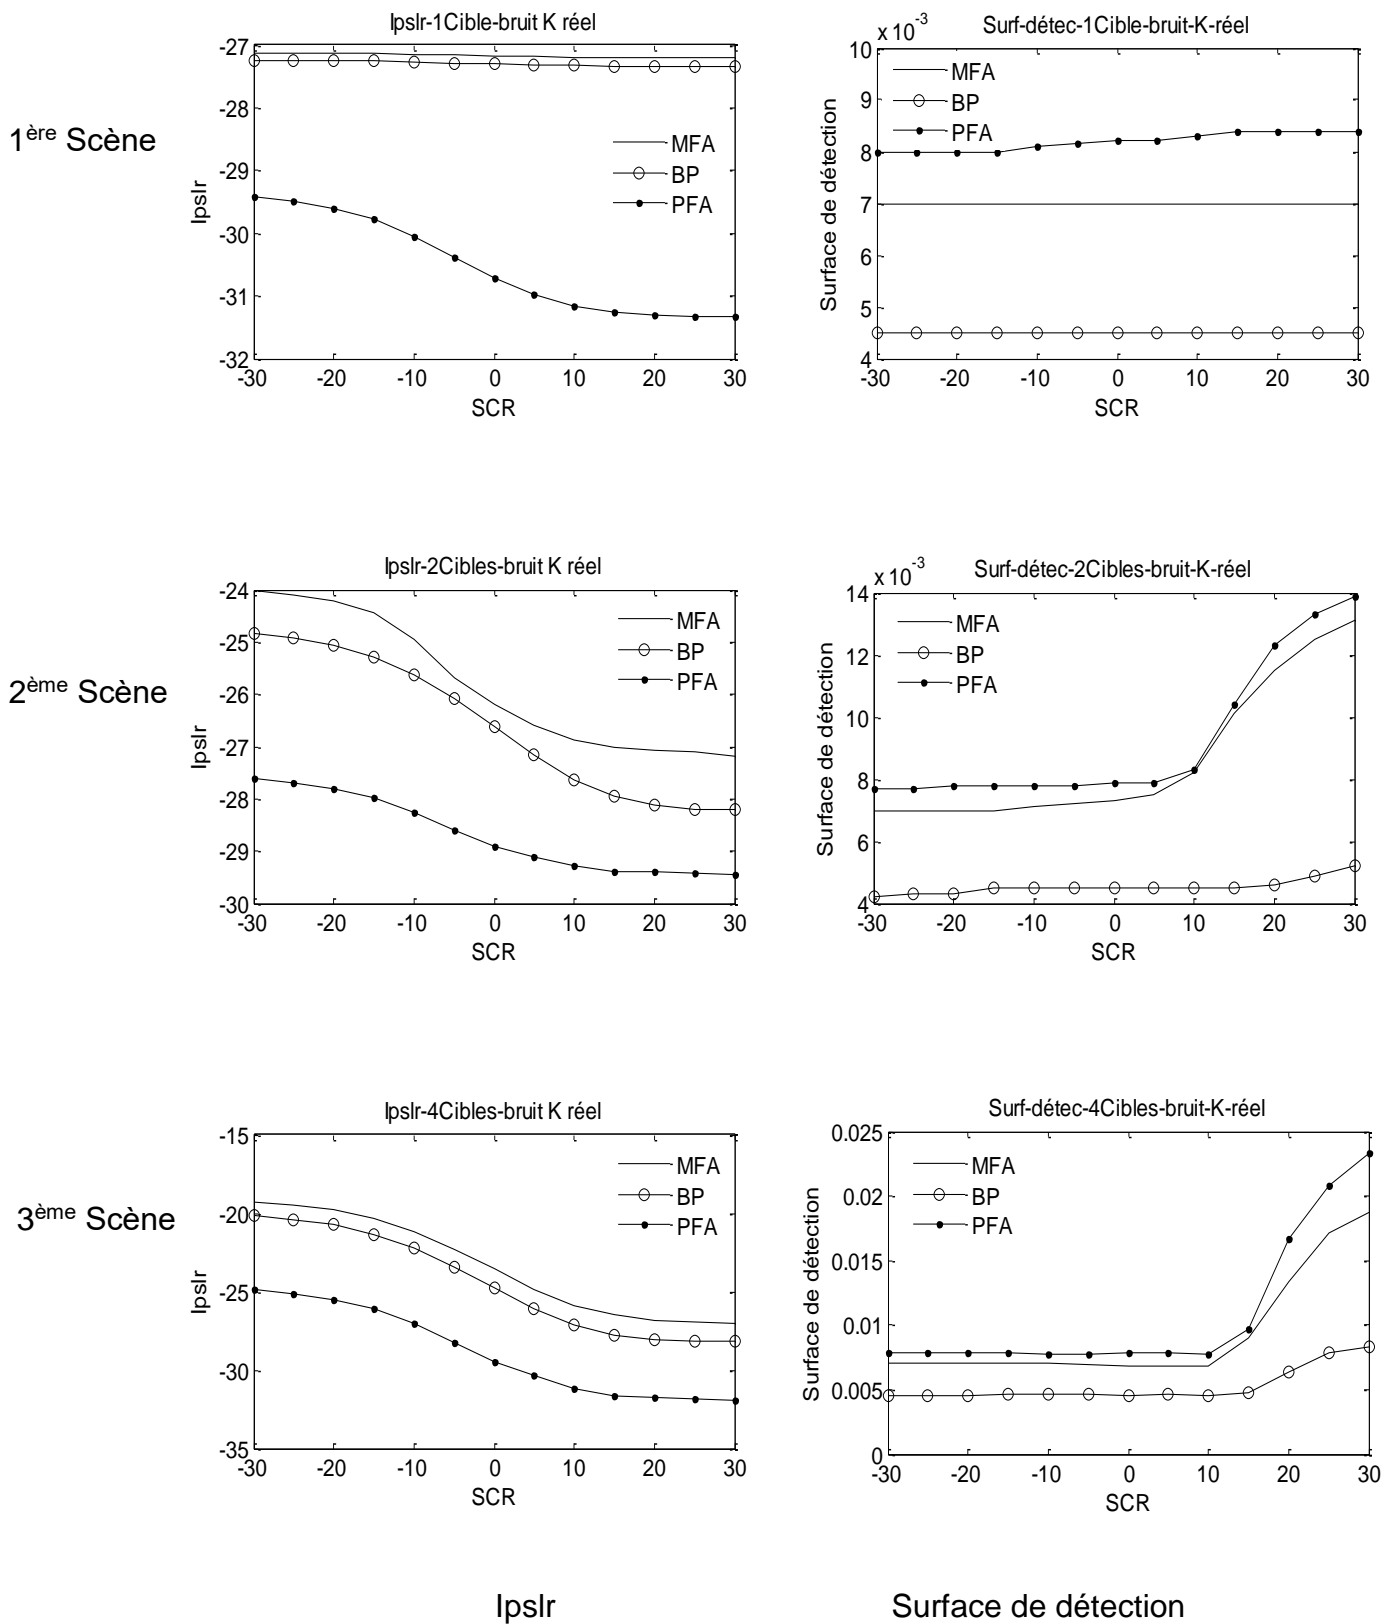 Ipslr-1Cible-bruit K réel
-27
-28
-29
-30
-31
-32
Ipslr
MFA
BP
PFA
-30 -20 -10 0 10 20 30
SCR
Surf-détec-1Cible-bruit-K-réel
x 10^-3
10
9
8
7
6
5
4
Surface de détection
MFA
BP
PFA
-30 -20 -10 0 10 20 30
SCR
1ère Scène
Ipslr-2Cibles-bruit K réel
-24
-25
-26
-27
-28
-29
-30
Ipslr
MFA
BP
PFA
-30 -20 -10 0 10 20 30
SCR
Surf-détec-2Cibles-bruit-K-réel
x 10^-3
14
12
10
8
6
4
Surface de détection
MFA
BP
PFA
-30 -20 -10 0 10 20 30
SCR
2ème Scène
Ipslr-4Cibles-bruit K réel
-15
-20
-25
-30
-35
Ipslr
MFA
BP
PFA
-30 -20 -10 0 10 20 30
SCR
Surf-détec-4Cibles-bruit-K-réel
0.025
0.02
0.015
0.01
0.005
0
Surface de détection
MFA
BP
PFA
-30 -20 -10 0 10 20 30
SCR
3ème Scène
Ipslr
Surface de détection